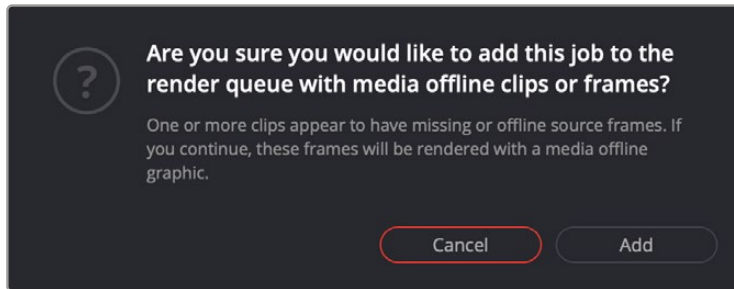 ?
Are you sure you would like to add this job to the
render queue with media offline clips or frames?
One or more clips appear to have missing or offline source frames. If
you continue, these frames will be rendered with a media offline
graphic.
Cancel Add